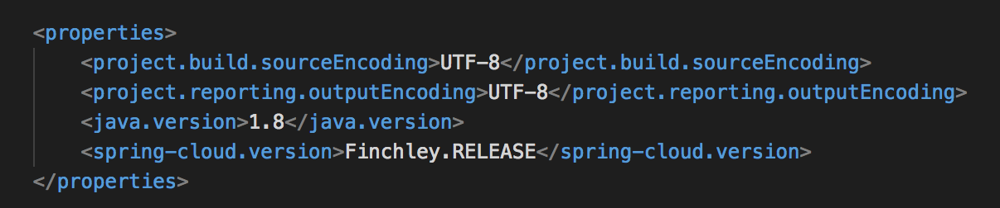 <properties>
<project.build.sourceEncoding>UTF-8</project.build.sourceEncoding>
<project.reporting.outputEncoding>UTF-8</project.reporting.outputEncoding>
<java.version>1.8</java.version>
<spring-cloud.version>Finchley.RELEASE</spring-cloud.version>
</properties>